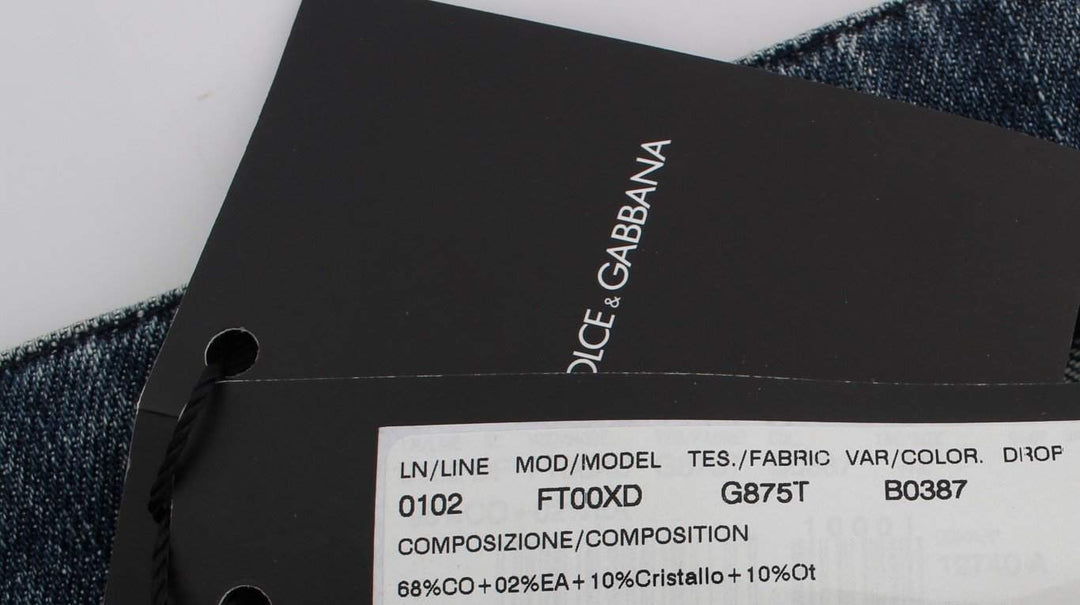 & GABBANA
LN/LINE MOD/MODEL TES./FABRIC VAR/COLOR. DROP
0102 FT00XD G875T B0387
COMPOSIZIONE/COMPOSITION
68%CO+02%EA+10%Cristallo+10%Ot